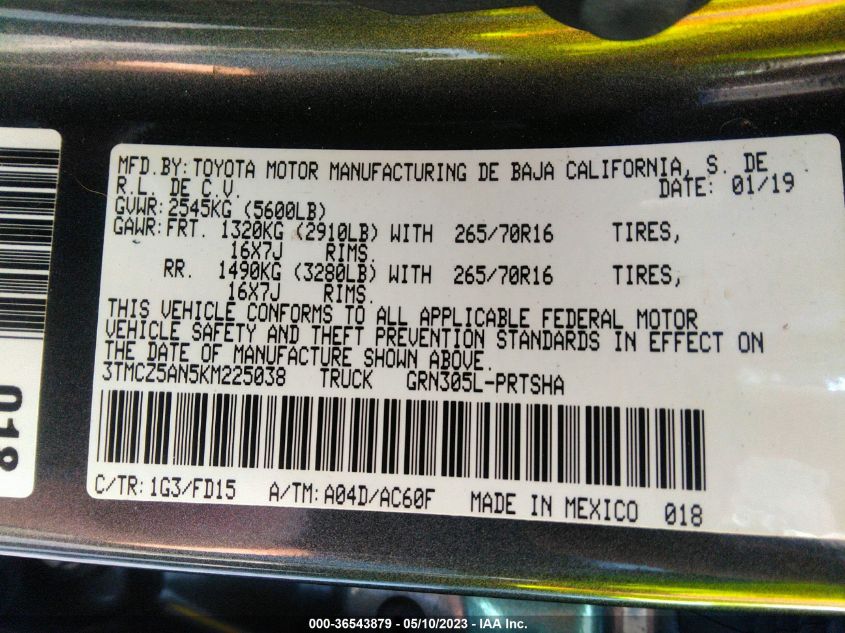 MFD.BY: TOYOTA MOTOR MANUFACTURING DE BAJA CALIFORNIA, S. DE
R.L. DE C.V. DATE: 01/19
GVWR: 2545KG (5600LB)
GAWR: FRT. 1320KG (2910LB) WITH 265/70R16 TIRES,
16X7J RIMS.
RR. 1490KG (3280LB) WITH 265/70R16 TIRES,
16X7J RIMS.
THIS VEHICLE CONFORMS TO ALL APPLICABLE FEDERAL MOTOR
VEHICLE SAFETY AND THEFT PREVENTION STANDARDS IN EFFECT ON
THE DATE OF MANUFACTURE SHOWN ABOVE.
3TMCZ5AN5KM225038 TRUCK GRN305L-PRTSHA
C/TR: 1G3/FD15 A/TM: A04D/AC60F MADE IN MEXICO 018
018
000-36543879 - 05/10/2023 - IAA Inc.